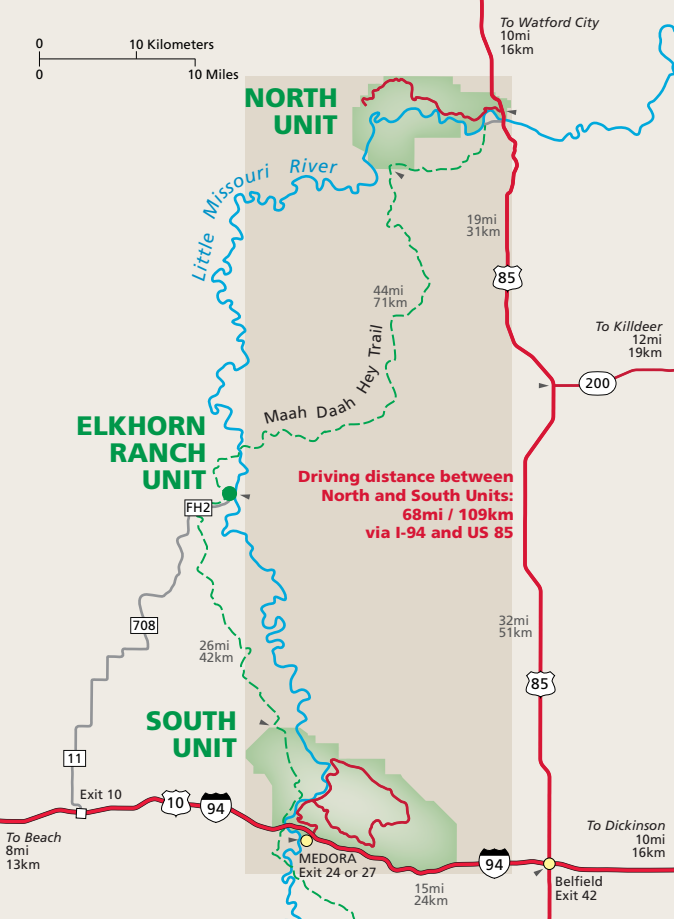 To Watford City
10mi
16km
0
10 Kilometers
0
10 Miles
NORTH
UNIT
Little Missouri River
19mi
31km
85
44mi
71km
To Killdeer
12mi
19km
200
Maah Daah Hey Trail
ELKHORN
RANCH
UNIT
Driving distance between
North and South Units:
68mi / 109km
via I-94 and US 85
FH2
708
26mi
42km
32mi
51km
85
SOUTH
UNIT
11
Exit 10
10
94
To Beach
8mi
13km
To Dickinson
10mi
16km
MEDORA
Exit 24 or 27
94
15mi
24km
Belfield
Exit 42